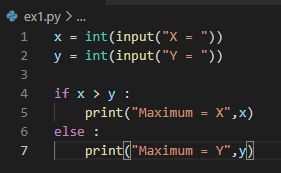 ex1.py > ...
1 x = int(input("X = "))
2 y = int(input("Y = "))
3
4 if x > y :
5     print("Maximum = X",x)
6 else :
7     print("Maximum = Y",y)